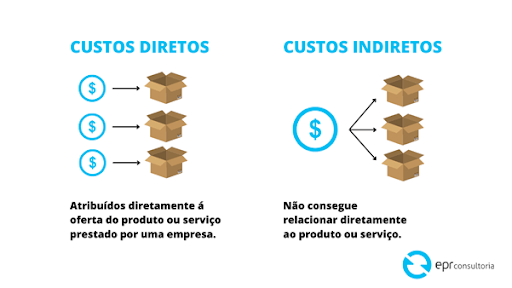 CUSTOS DIRETOS
$
$
$
Atribuídos diretamente á
oferta do produto ou serviço
prestado por uma empresa.
CUSTOS INDIRETOS
$
Não consegue
relacionar diretamente
ao produto ou serviço.
epr consultoria